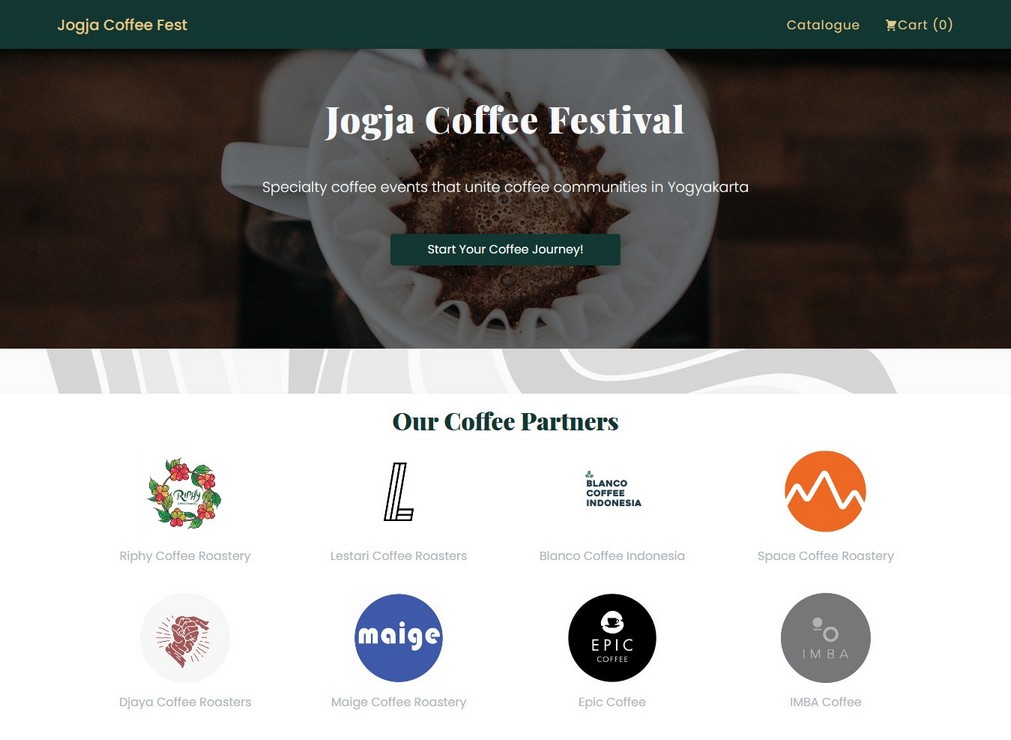 Jogja Coffee Fest
Catalogue
Cart (0)
Jogja Coffee Festival
Specialty coffee events that unite coffee communities in Yogyakarta
Start Your Coffee Journey!
Our Coffee Partners
Riphy
L
BLANCO
COFFEE
INDONESIA
Riphy Coffee Roastery
Lestari Coffee Roasters
Blanco Coffee Indonesia
Space Coffee Roastery
maige
EPIC
COFFEE
IMBA
Djaya Coffee Roasters
Maige Coffee Roastery
Epic Coffee
IMBA Coffee